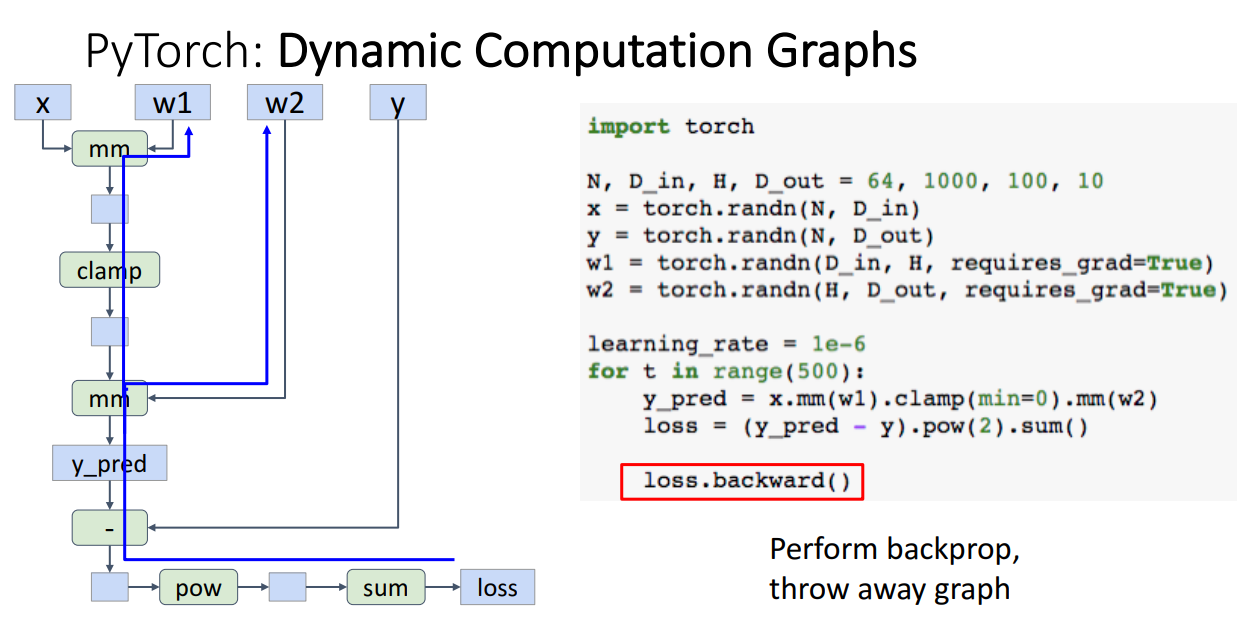 PyTorch: Dynamic Computation Graphs
x w1 w2 y
mm
clamp
mm
y_pred
-
pow sum loss
import torch
N, D_in, H, D_out = 64, 1000, 100, 10
x = torch.randn(N, D_in)
y = torch.randn(N, D_out)
w1 = torch.randn(D_in, H, requires_grad=True)
w2 = torch.randn(H, D_out, requires_grad=True)
learning_rate = 1e-6
for t in range(500):
    y_pred = x.mm(w1).clamp(min=0).mm(w2)
    loss = (y_pred - y).pow(2).sum()
    loss.backward()
Perform backprop,
throw away graph